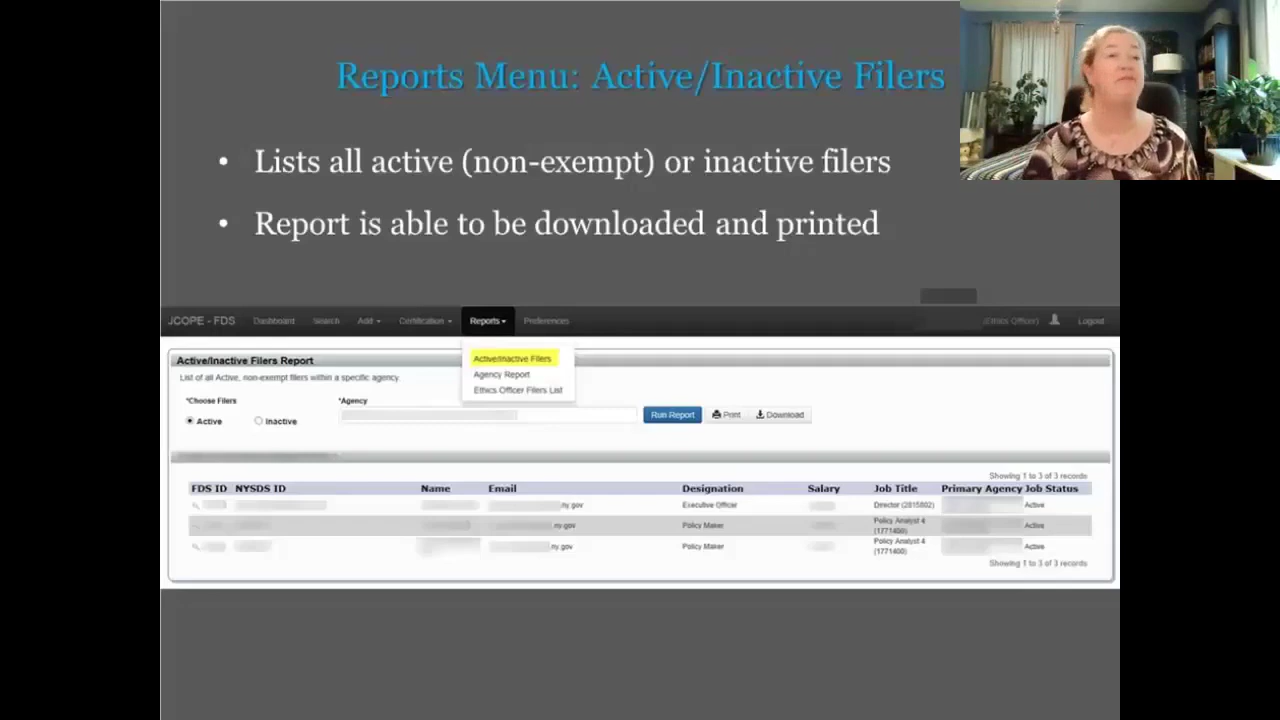 Reports Menu: Active/Inactive Filers
• Lists all active (non-exempt) or inactive filers
• Report is able to be downloaded and printed
JCOPE - FDS Dashboard Search Add Certification Reports Preferences (Ethics Officer) Logout
Active/Inactive Filers
Agency Report
Ethics Officer Filers List
Active/Inactive Filers Report
List of all Active, non-exempt filers within a specific agency.
*Choose Filers *Agency
Active Inactive Run Report Print Download
Showing 1 to 3 of 3 records
FDS ID NYSDS ID Name Email Designation Salary Job Title Primary Agency Job Status
ny.gov Executive Officer Director (2815802) Active
ny.gov Policy Maker Policy Analyst 4 (1771400) Active
ny.gov Policy Maker Policy Analyst 4 (1771400) Active
Showing 1 to 3 of 3 records